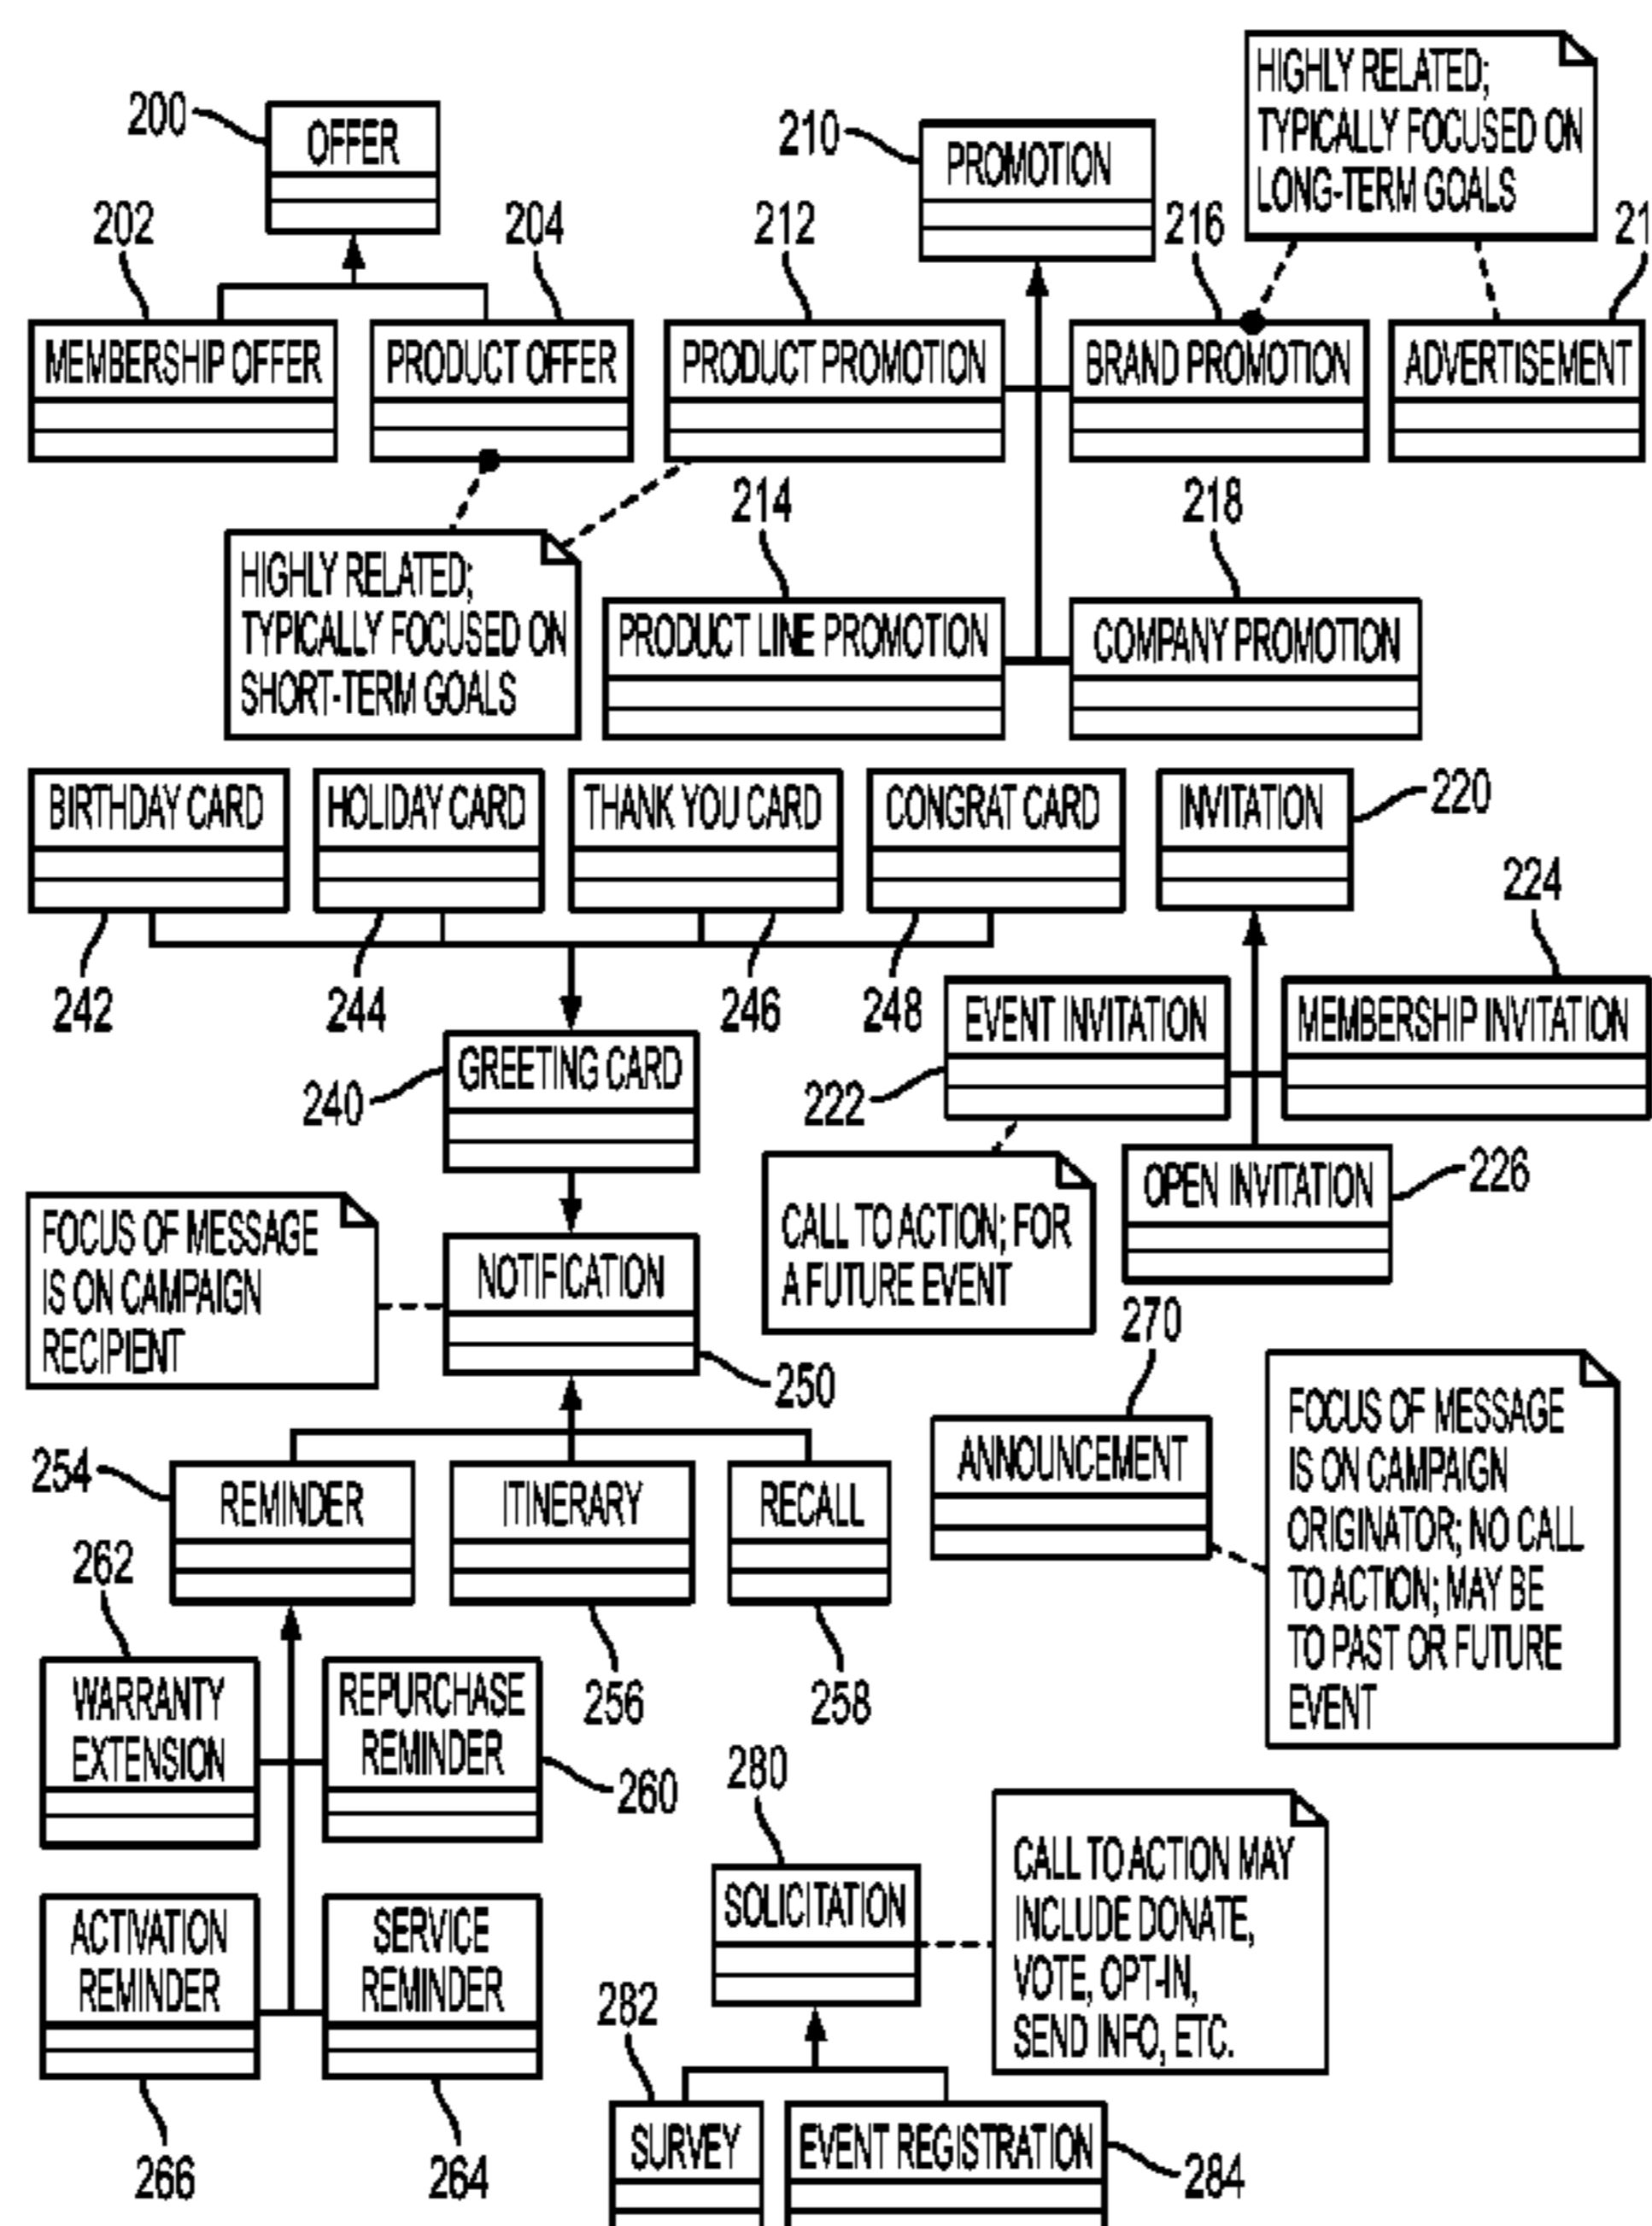 200
OFFER
202
204
210
PROMOTION
HIGHLY RELATED;
TYPICALLY FOCUSED ON
LONG-TERM GOALS
212
216
21
MEMBERSHIP OFFER
PRODUCT OFFER
PRODUCT PROMOTION
BRAND PROMOTION
ADVERTISEMENT
HIGHLY RELATED;
TYPICALLY FOCUSED ON
SHORT-TERM GOALS
214
218
PRODUCT LINE PROMOTION
COMPANY PROMOTION
BIRTHDAY CARD
HOLIDAY CARD
THANK YOU CARD
CONGRAT CARD
INVITATION
220
242
244
246
248
224
EVENT INVITATION
MEMBERSHIP INVITATION
240
GREETING CARD
222
CALL TO ACTION; FOR
A FUTURE EVENT
OPEN INVITATION
226
FOCUS OF MESSAGE
IS ON CAMPAIGN
RECIPIENT
NOTIFICATION
250
270
ANNOUNCEMENT
FOCUS OF MESSAGE
IS ON CAMPAIGN
ORIGINATOR; NO CALL
TO ACTION; MAY BE
TO PAST OR FUTURE
EVENT
254
REMINDER
ITINERARY
RECALL
262
256
258
WARRANTY
EXTENSION
REPURCHASE
REMINDER
260
ACTIVATION
REMINDER
SERVICE
REMINDER
266
264
280
SOLICITATION
CALL TO ACTION MAY
INCLUDE DONATE,
VOTE, OPT-IN,
SEND INFO, ETC.
282
SURVEY
EVENT REGISTRATION
284